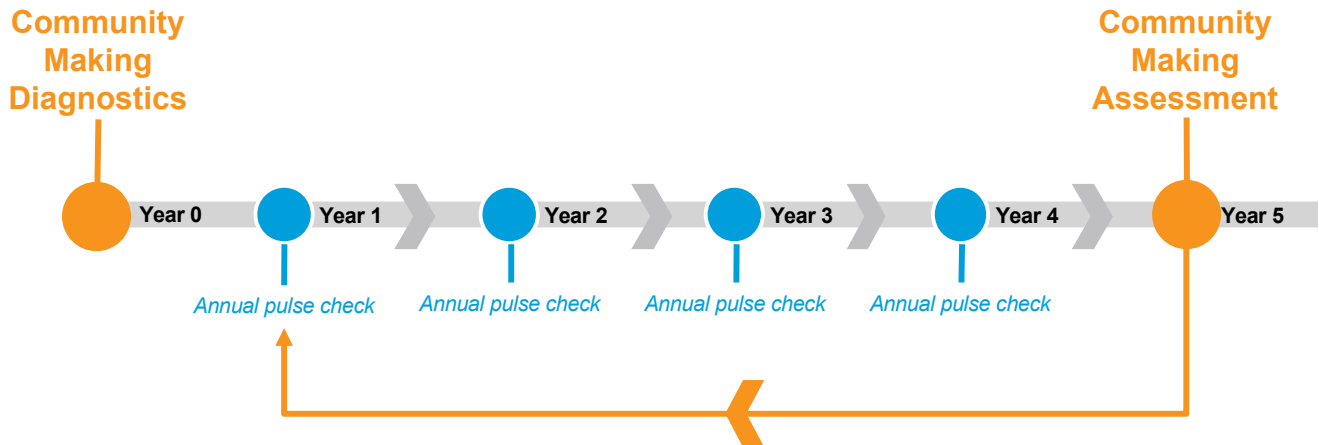 Community
Making
Diagnostics
Community
Making
Assessment
Year 0
Year 1
Year 2
Year 3
Year 4
Year 5
Annual pulse check
Annual pulse check
Annual pulse check
Annual pulse check